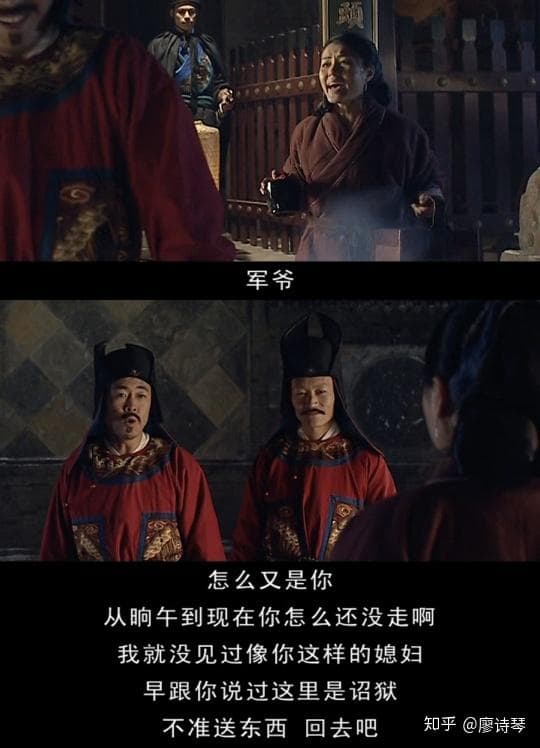 头
军爷
怎么又是你
从晌午到现在你怎么还没走啊
我就没见过像你这样的媳妇
早跟你说过这里是诏狱
不准送东西 回去吧
知乎 @廖诗琴